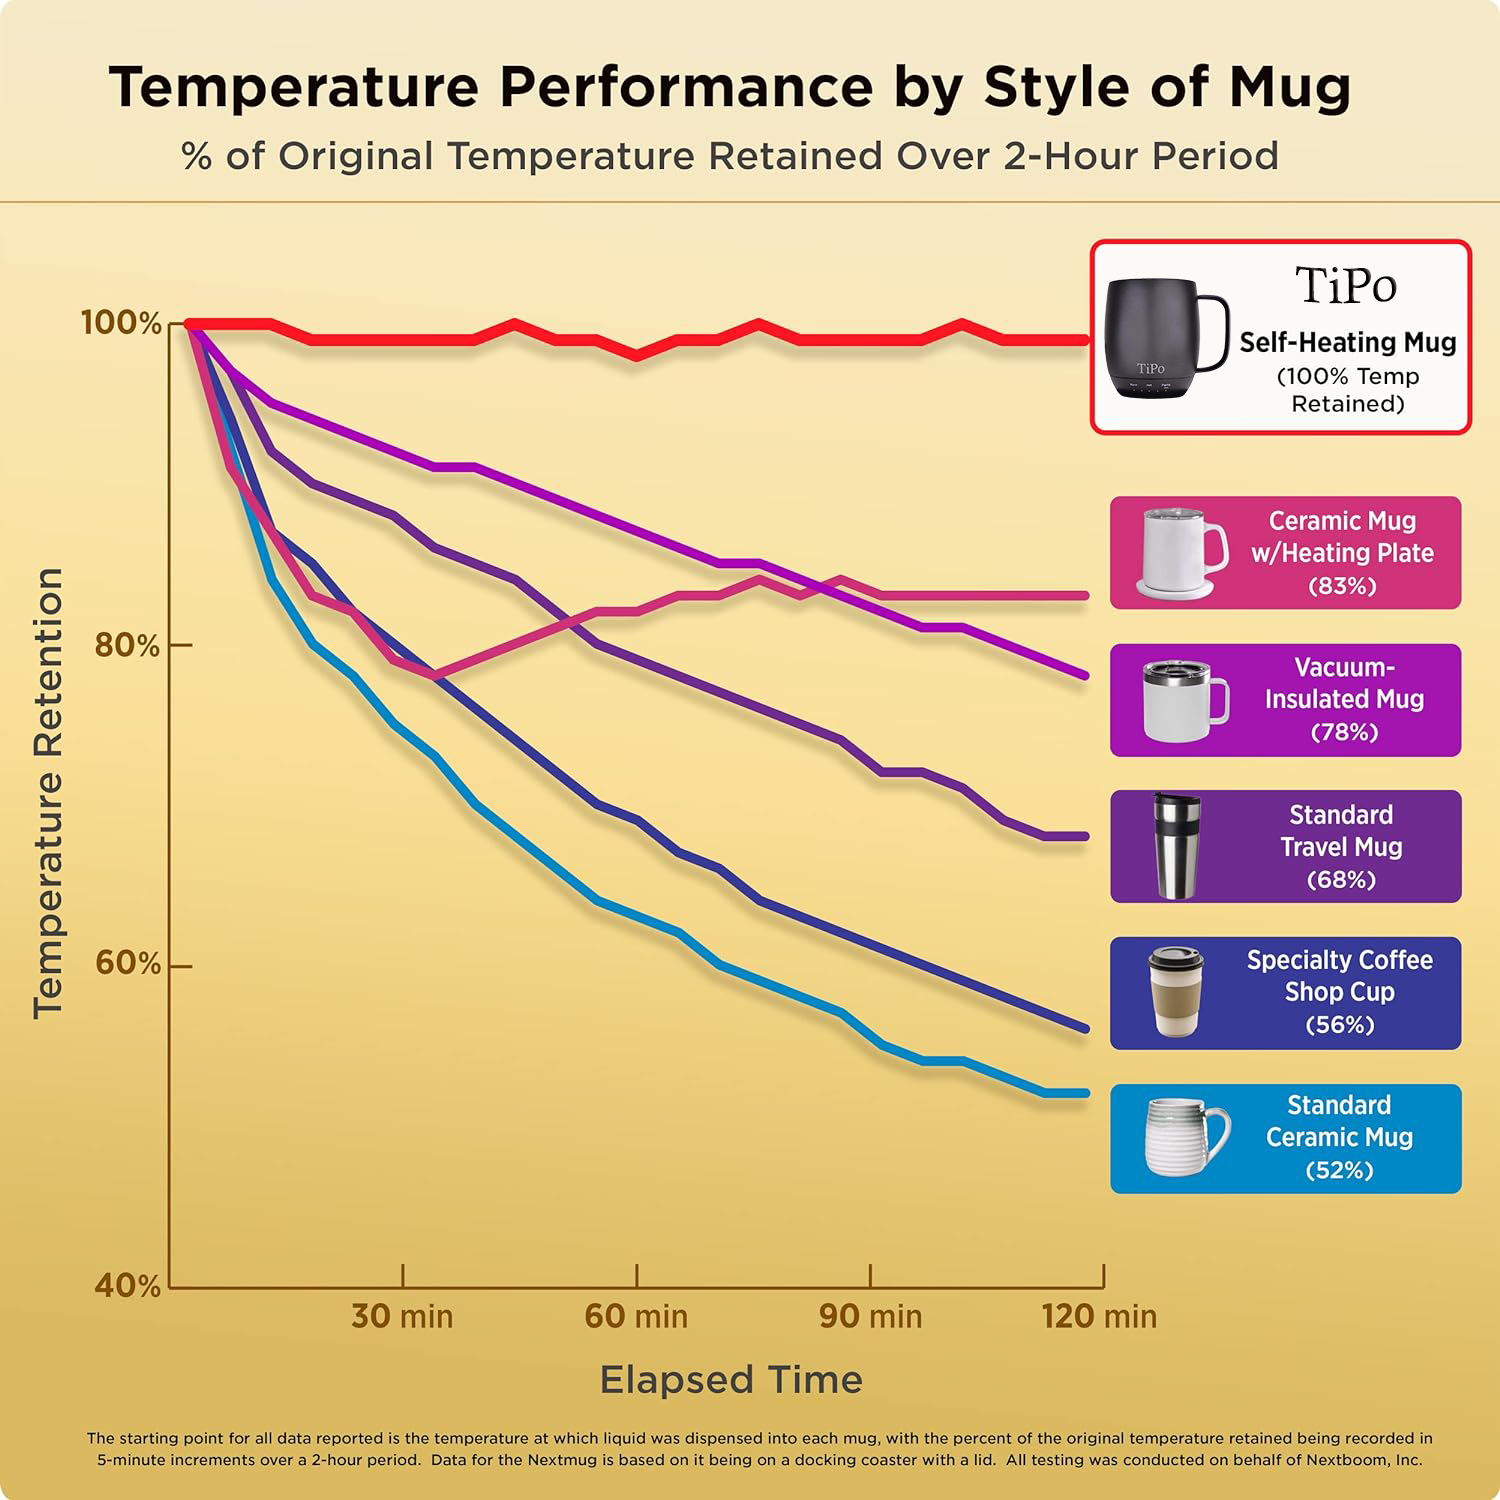 Temperature Performance by Style of Mug
% of Original Temperature Retained Over 2-Hour Period
TiPo
Self-Heating Mug
(100% Temp
Retained)
TiPo
Ceramic Mug
w/Heating Plate
(83%)
Vacuum-
Insulated Mug
(78%)
Standard
Travel Mug
(68%)
Specialty Coffee
Shop Cup
(56%)
Standard
Ceramic Mug
(52%)
Temperature Retention
100%
80%
60%
40%
30 min
60 min
90 min
120 min
Elapsed Time
The starting point for all data reported is the temperature at which liquid was dispensed into each mug, with the percent of the original temperature retained being recorded in
5-minute increments over a 2-hour period. Data for the Nextmug is based on it being on a docking coaster with a lid. All testing was conducted on behalf of Nextboom, Inc.